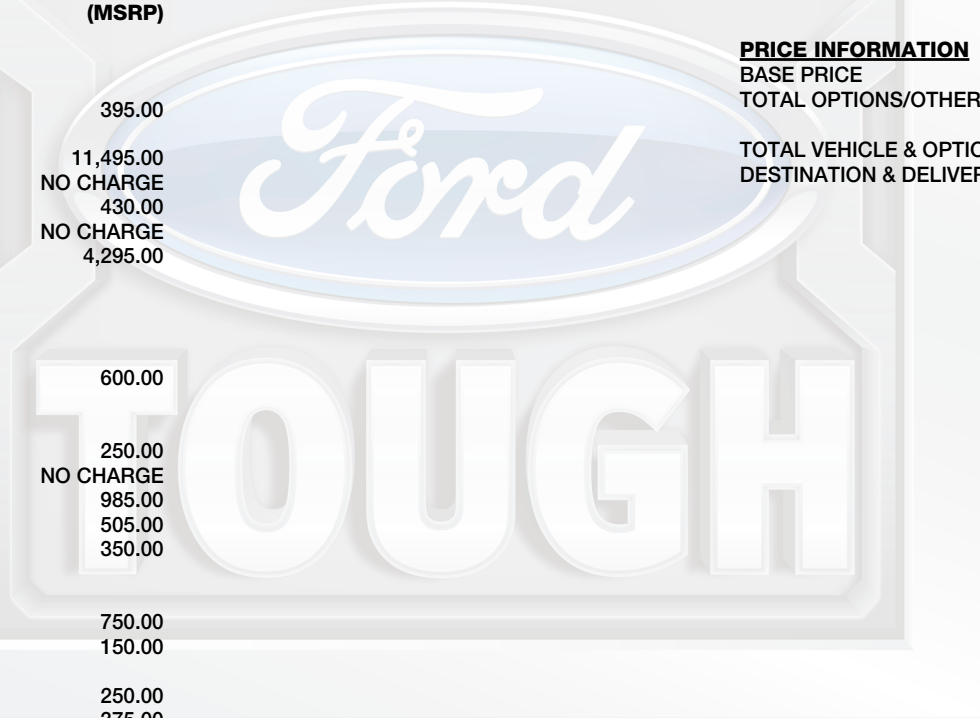 (MSRP)
395.00
11,495.00
NO CHARGE
430.00
NO CHARGE
4,295.00
600.00
250.00
NO CHARGE
985.00
505.00
350.00
750.00
150.00
250.00
375.00
PRICE INFORMATION
BASE PRICE
TOTAL OPTIONS/OTHER
TOTAL VEHICLE &
DESTINATION &
Ford
TOUGH